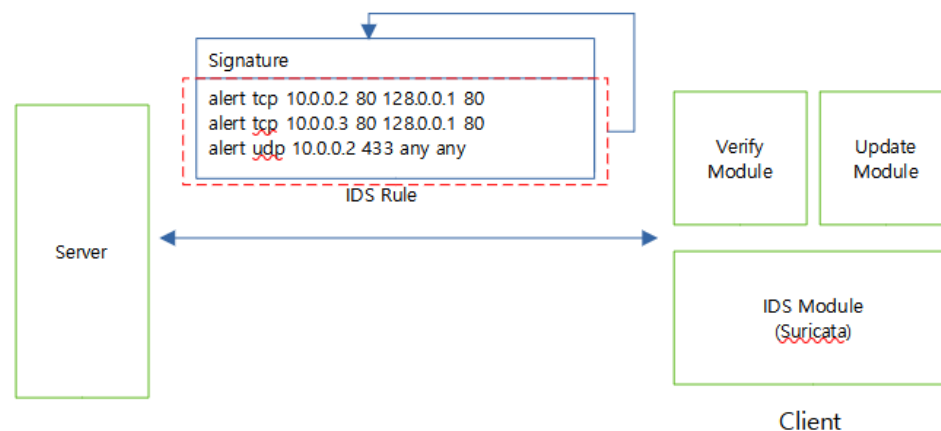 Signature
alert tcp 10.0.0.2 80 128.0.0.1 80
alert tcp 10.0.0.3 80 128.0.0.1 80
alert udp 10.0.0.2 433 any any
IDS Rule
Server
Verify
Module
Update
Module
IDS Module
(Suricata)
Client